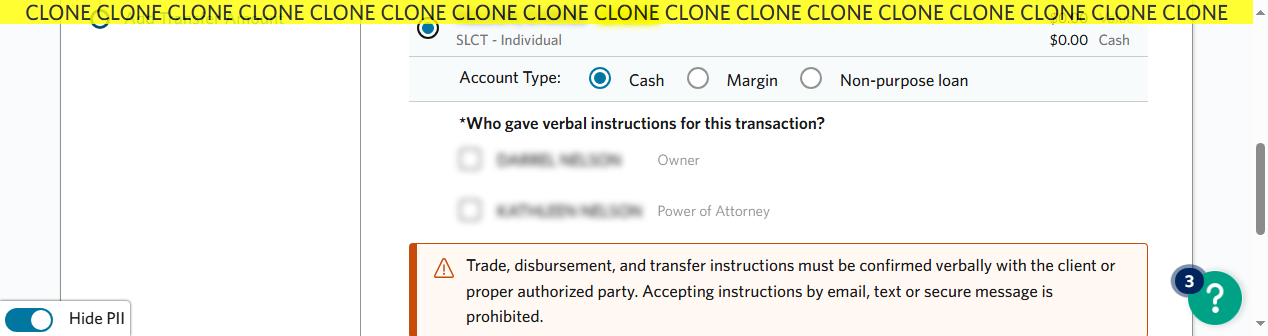 CLONE CLONE CLONE CLONE CLONE CLONE CLONE CLONE CLONE CLONE CLONE CLONE CLONE CLONE CLONE CLONE CLONE
SLCT - Individual
$0.00 Cash
Account Type: Cash Margin Non-purpose loan
*Who gave verbal instructions for this transaction?
Owner
Power of Attorney
Trade, disbursement, and transfer instructions must be confirmed verbally with the client or
proper authorized party. Accepting instructions by email, text or secure message is
prohibited.
3
?
Hide PII